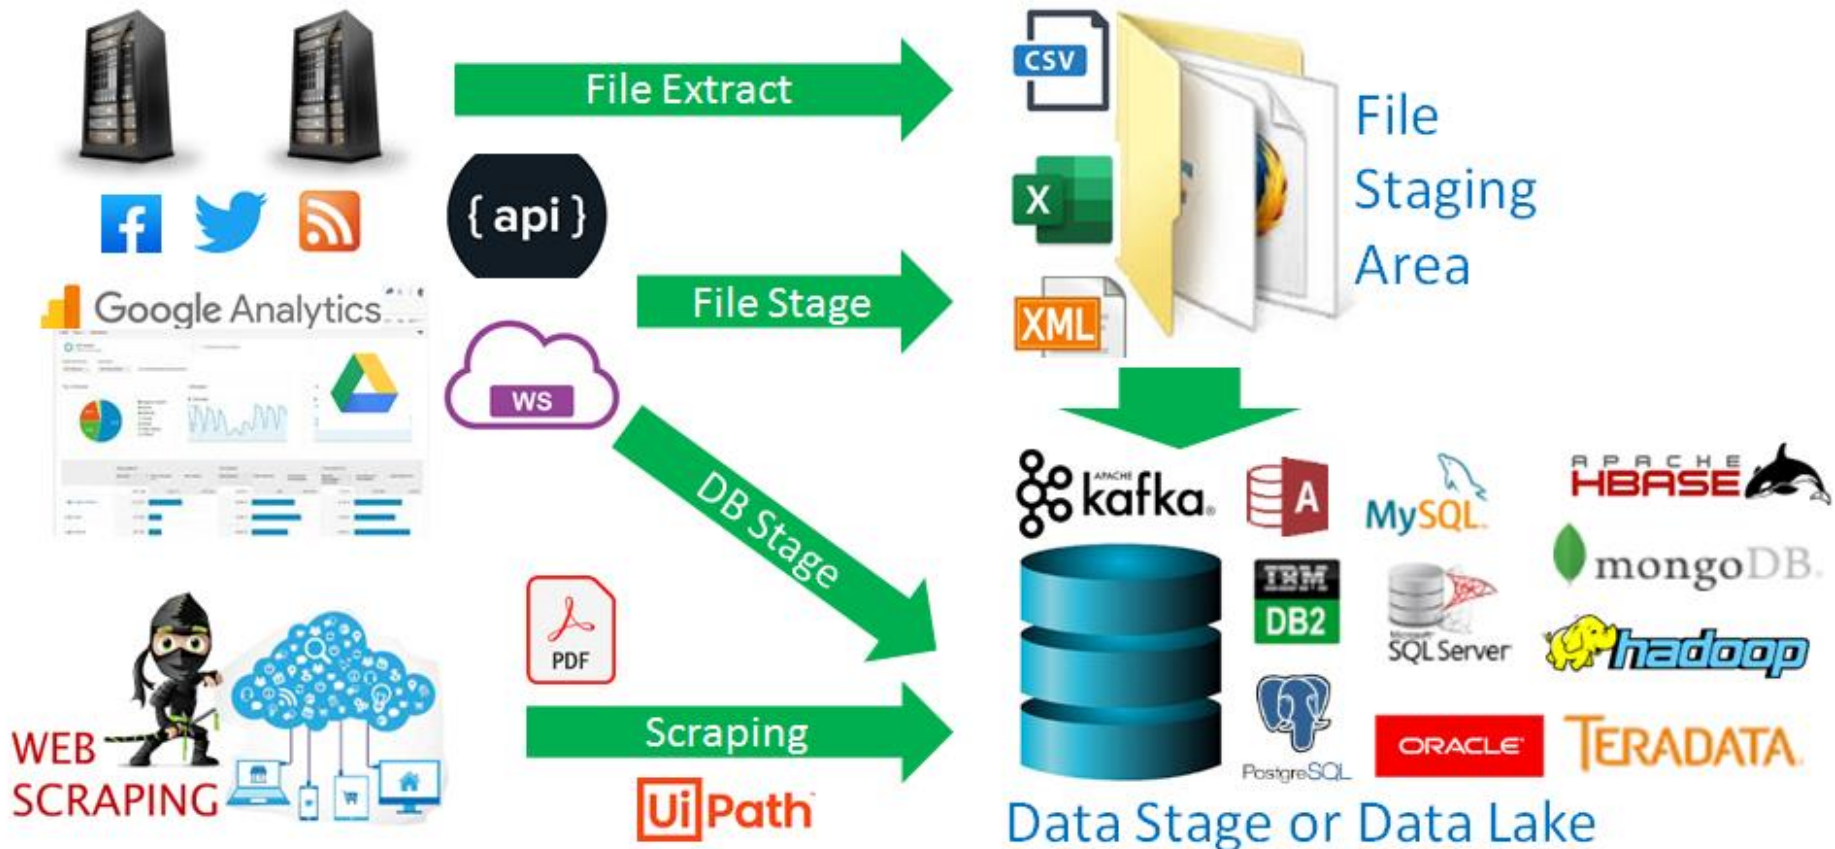 File Extract
CSV
File
Staging
Area
{ api }
X
File Stage
XML
Google Analytics
WS
DB Stage
APACHE
kafka®
A
MySQL
APACHE
HBASE
mongoDB
IBM
DB2
Microsoft
SQL Server
hadoop
PDF
PostgreSQL
ORACLE
TERADATA
WEB
SCRAPING
Scraping
UiPath
Data Stage or Data Lake